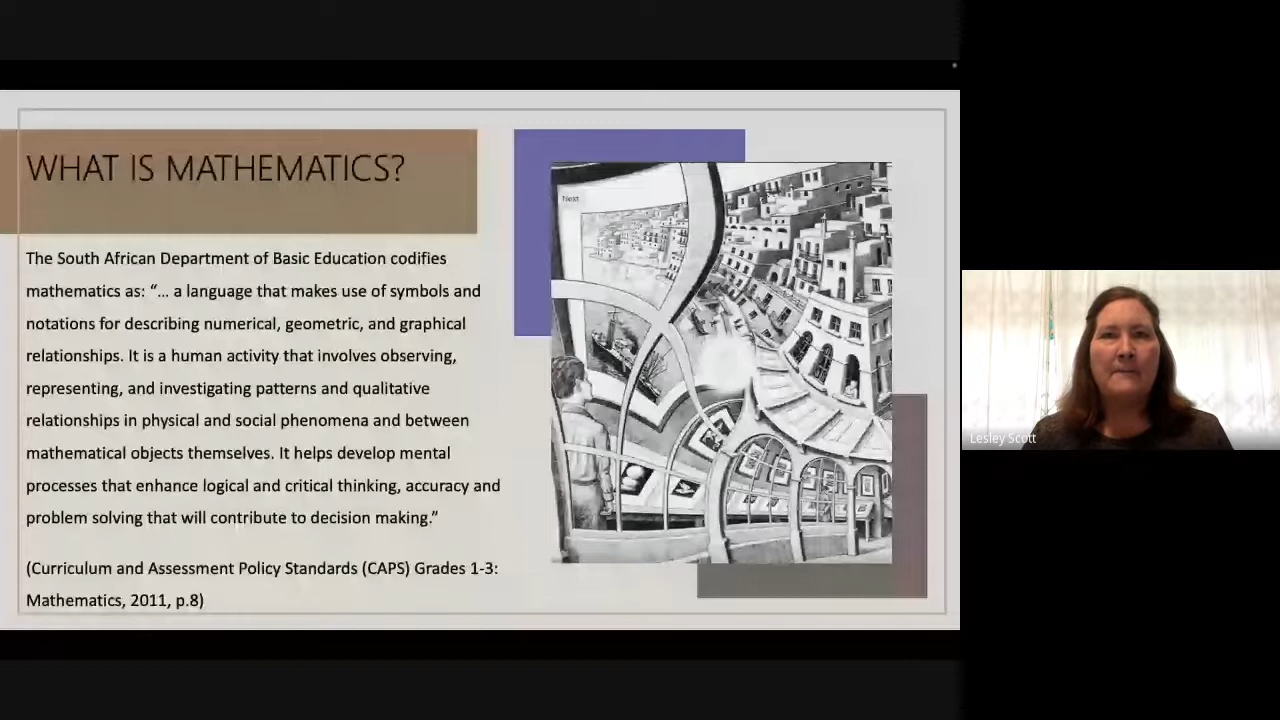 WHAT IS MATHEMATICS?
The South African Department of Basic Education codifies
mathematics as: “... a language that makes use of symbols and
notations for describing numerical, geometric, and graphical
relationships. It is a human activity that involves observing,
representing, and investigating patterns and qualitative
relationships in physical and social phenomena and between
mathematical objects themselves. It helps develop mental
processes that enhance logical and critical thinking, accuracy and
problem solving that will contribute to decision making.”
(Curriculum and Assessment Policy Standards (CAPS) Grades 1-3:
Mathematics, 2011, p.8)
Next
Lesley Scott